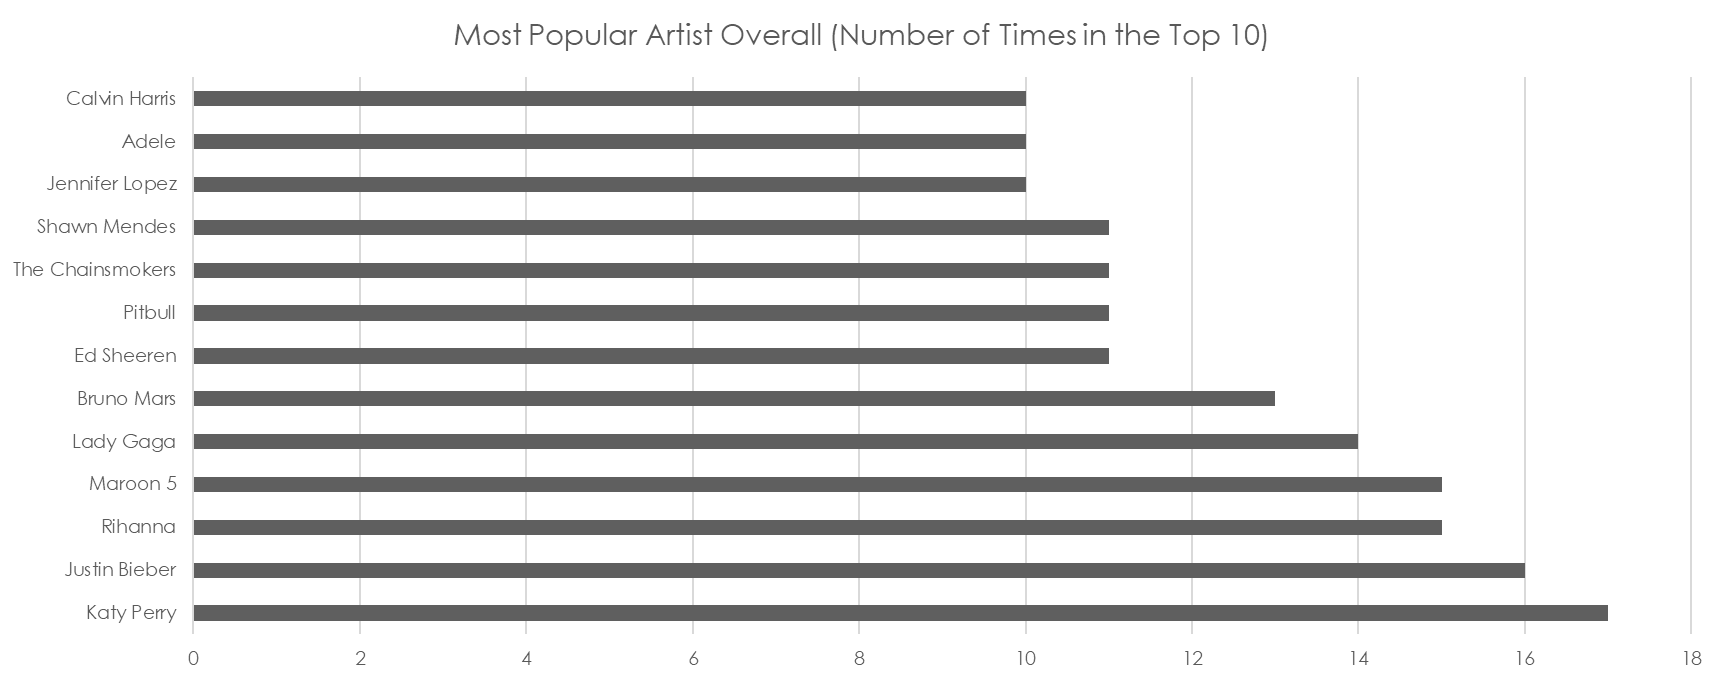 Most Popular Artist Overall (Number of Times in the Top 10)
Calvin Harris
Adele
Jennifer Lopez
Shawn Mendes
The Chainsmokers
Pitbull
Ed Sheeren
Bruno Mars
Lady Gaga
Maroon 5
Rihanna
Justin Bieber
Katy Perry
0 2 4 6 8 10 12 14 16 18